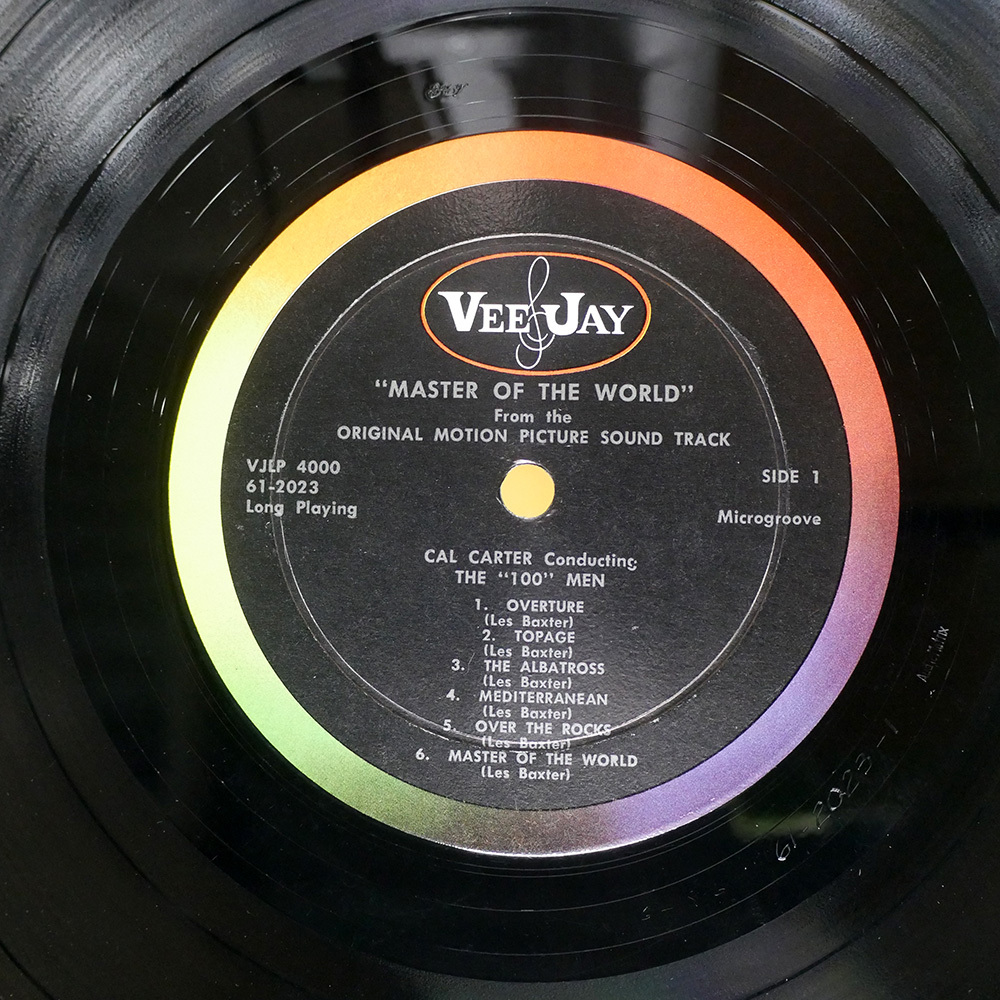 VEE JAY
“MASTER OF THE WORLD”
From the
ORIGINAL MOTION PICTURE SOUND TRACK
VJLP 4000
61-2023
Long Playing
SIDE 1
Microgroove
CAL CARTER Conducting
THE “100” MEN
1. OVERTURE
(Les Baxter)
2. TOPAGE
(Les Baxter)
3. THE ALBATROSS
(Les Baxter)
4. MEDITERRANEAN
(Les Baxter)
5. OVER THE ROCKS
(Les Baxter)
6. MASTER OF THE WORLD
(Les Baxter)
61-2023-1